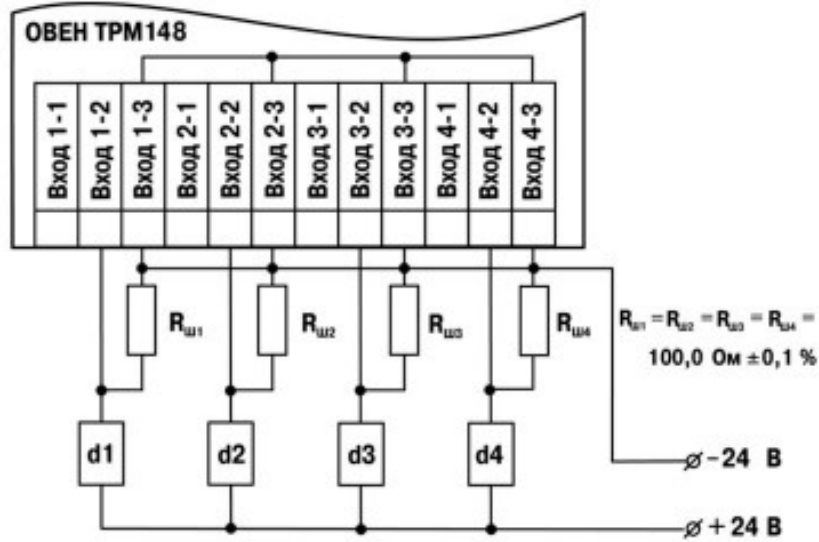 ОВЕН ТРМ148
Вход 1-1
Вход 1-2
Вход 1-3
Вход 2-1
Вход 2-2
Вход 2-3
Вход 3-1
Вход 3-2
Вход 3-3
Вход 4-1
Вход 4-2
Вход 4-3
Rш1
Rш2
Rш3
Rш4
Rш1 = Rш2 = Rш3 = Rш4 =
100,0 Ом ±0,1 %
d1
d2
d3
d4
-24 В
+24 В